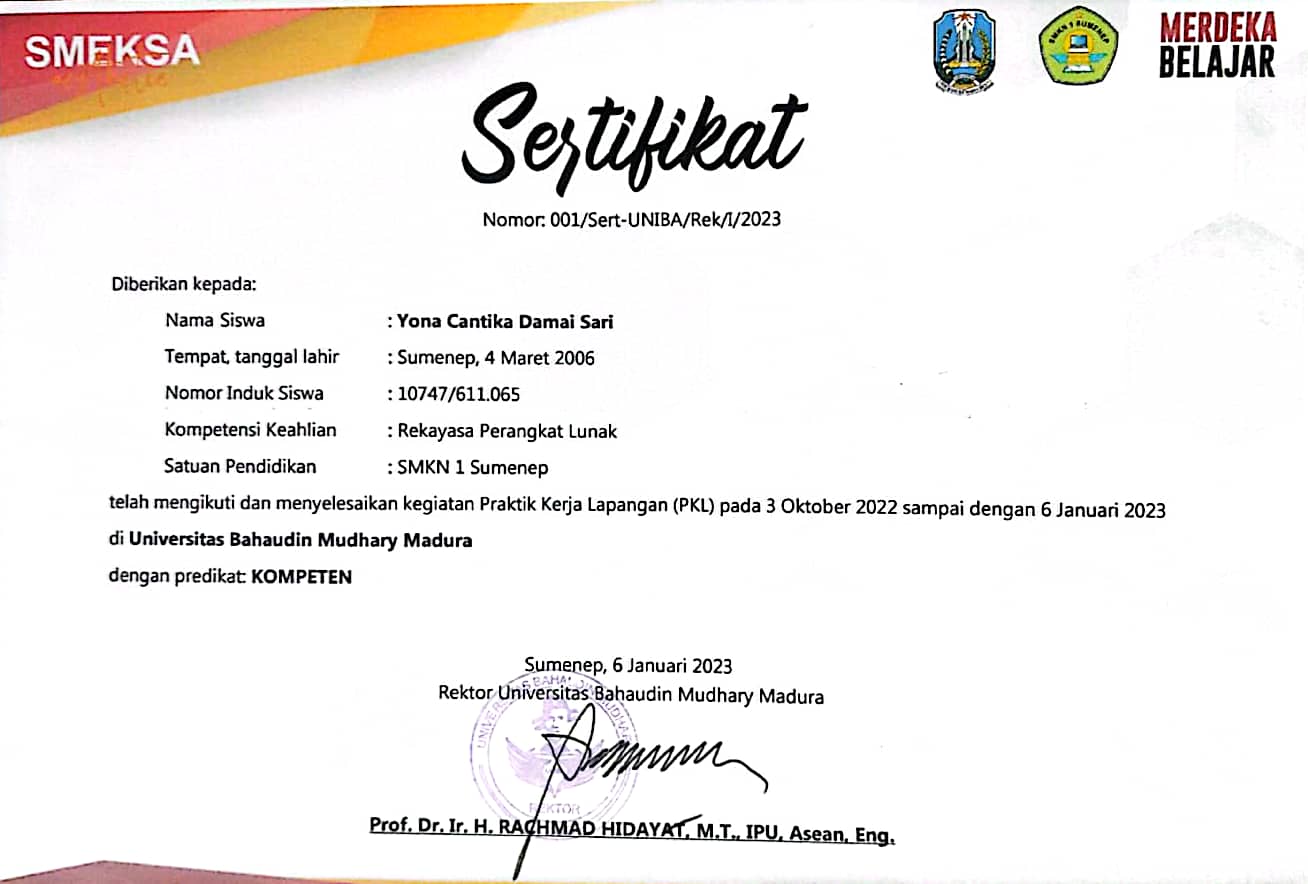 SMEKSA
SMKN 1 SUMENEP
MERDEKA
BELAJAR
Sertifikat
Nomor: 001/Sert-UNIBA/Rek/I/2023
Diberikan kepada:
Nama Siswa : Yona Cantika Damai Sari
Tempat, tanggal lahir : Sumenep, 4 Maret 2006
Nomor Induk Siswa : 10747/611.065
Kompetensi Keahlian : Rekayasa Perangkat Lunak
Satuan Pendidikan : SMKN 1 Sumenep
telah mengikuti dan menyelesaikan kegiatan Praktik Kerja Lapangan (PKL) pada 3 Oktober 2022 sampai dengan 6 Januari 2023
di Universitas Bahaudin Mudhary Madura
dengan predikat: KOMPETEN
Sumenep, 6 Januari 2023
Rektor Universitas Bahaudin Mudhary Madura
REKTOR
Prof. Dr. Ir. H. RACHMAD HIDAYAT, M.T., IPU, Asean, Eng.